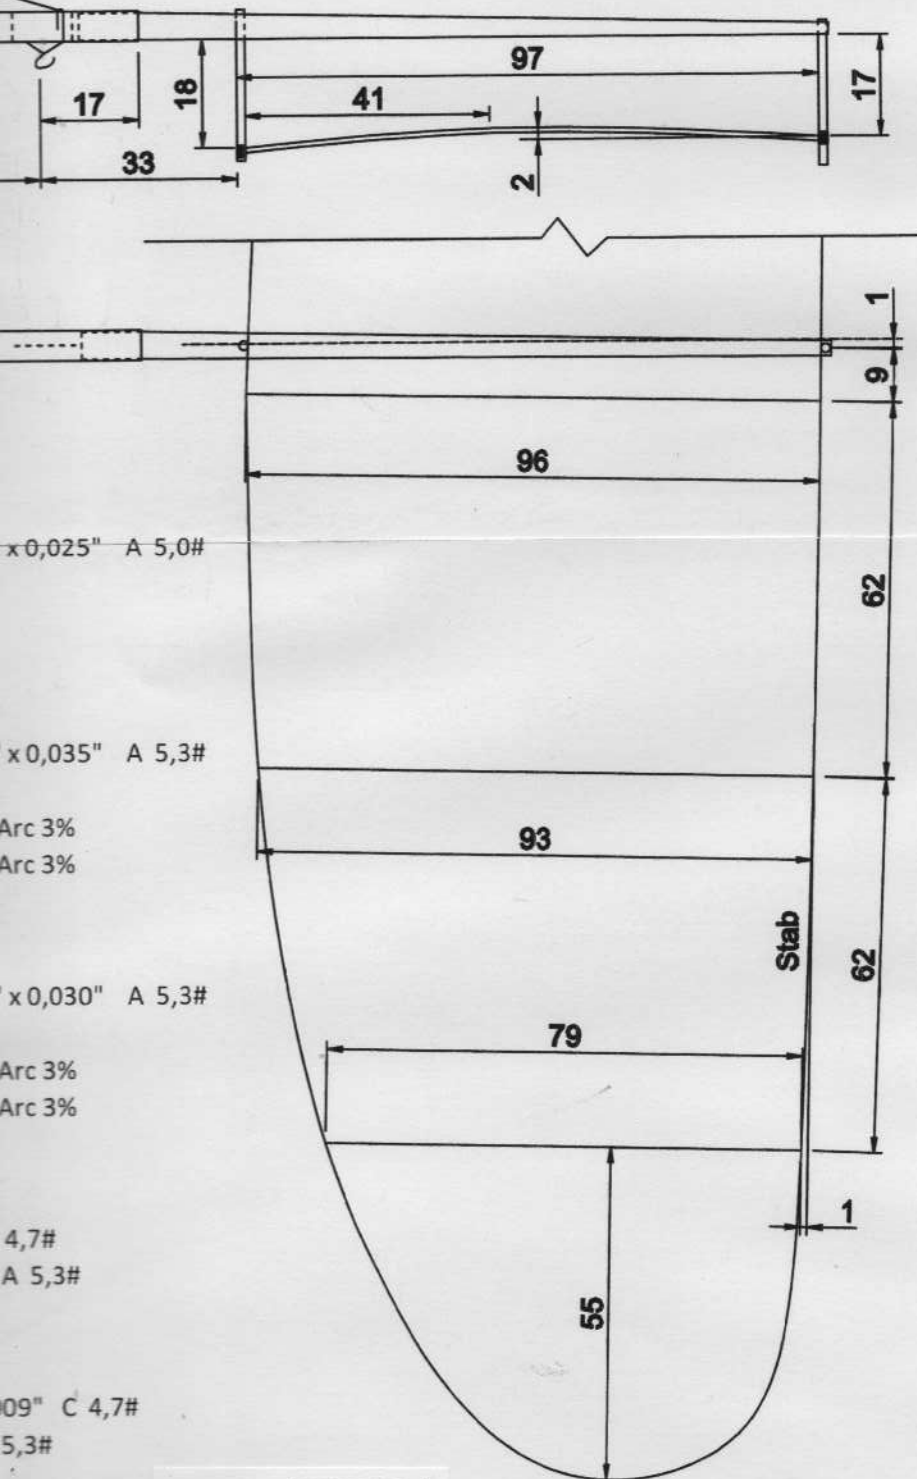 97
18
17
17
41
33
2
1
9
96
x 0,025"   A 5,0#
62
" x 0,035"   A 5,3#
Arc 3%
Arc 3%
93
Stab
62
" x 0,030"   A 5,3#
79
Arc 3%
Arc 3%
1
4,7#
A 5,3#
55
009"   C 4,7#
5,3#